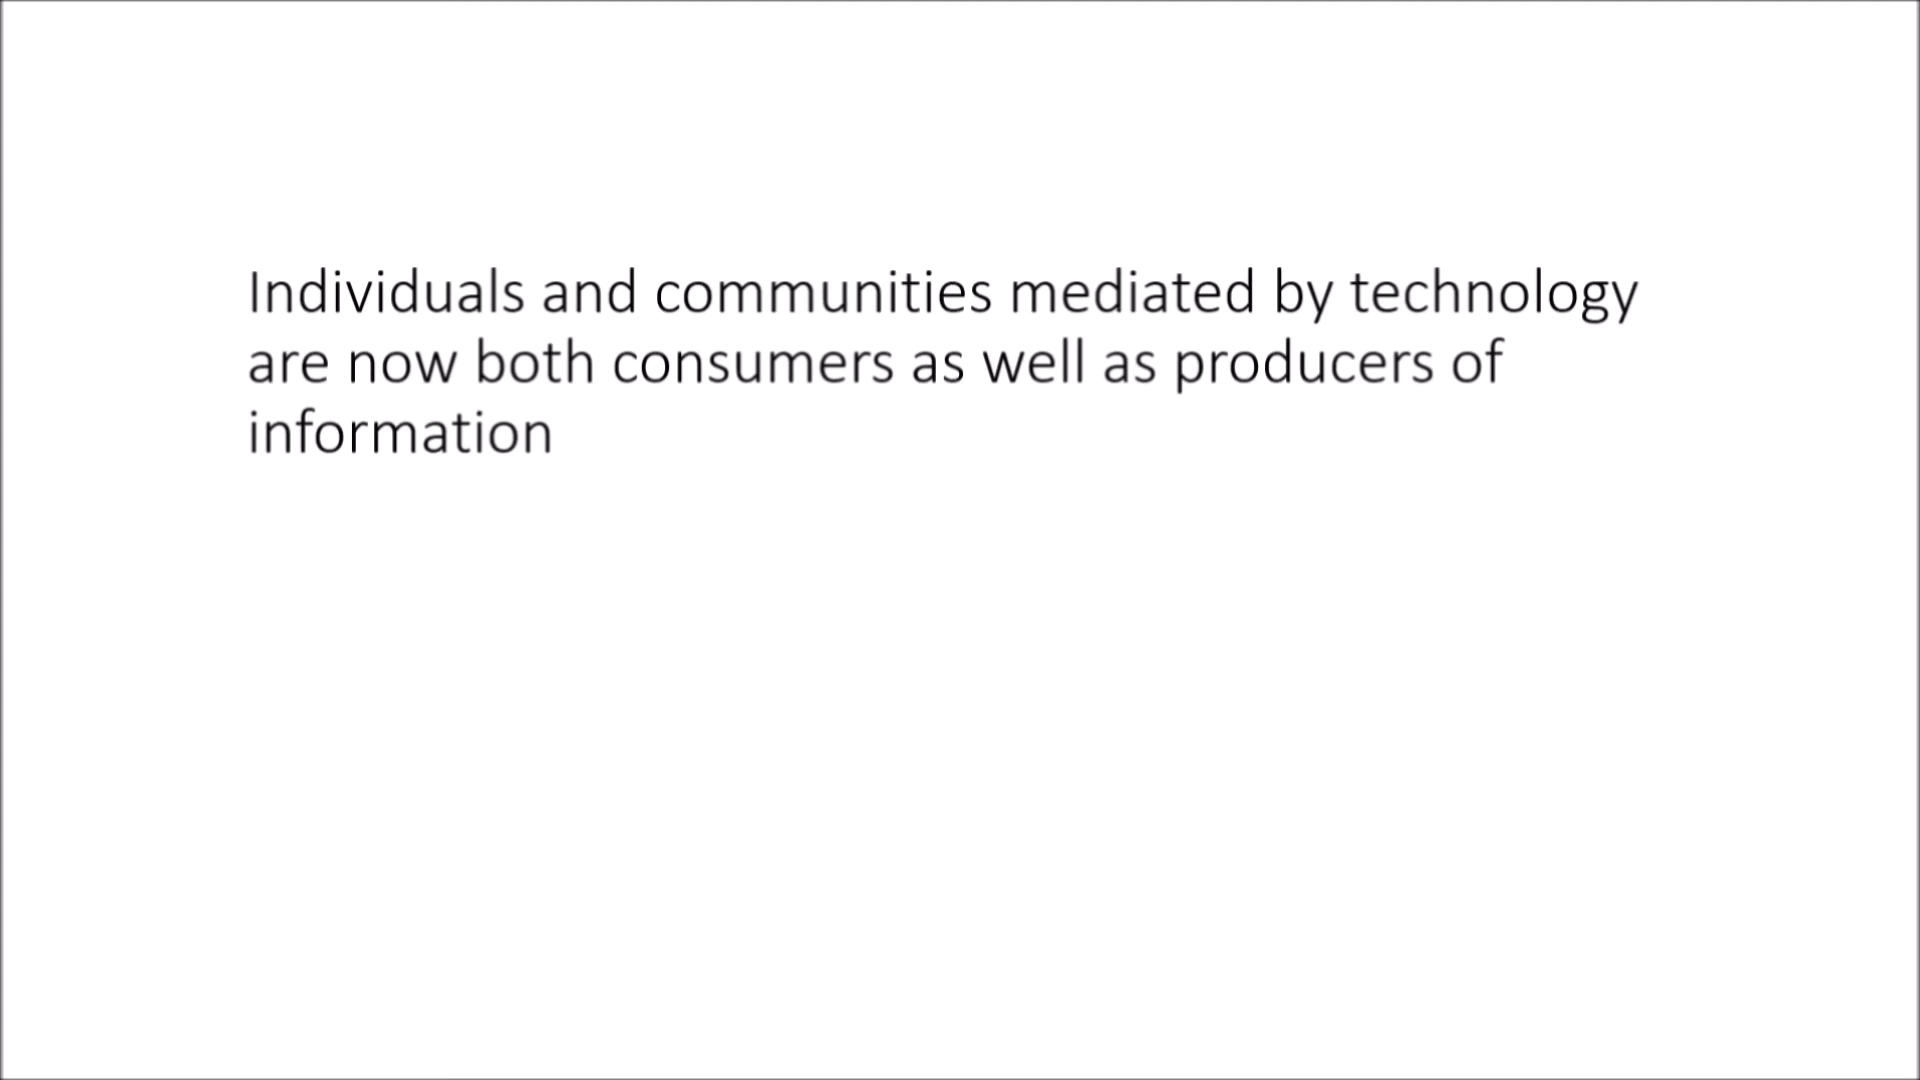 Individuals and communities mediated by technology
are now both consumers as well as producers of
information